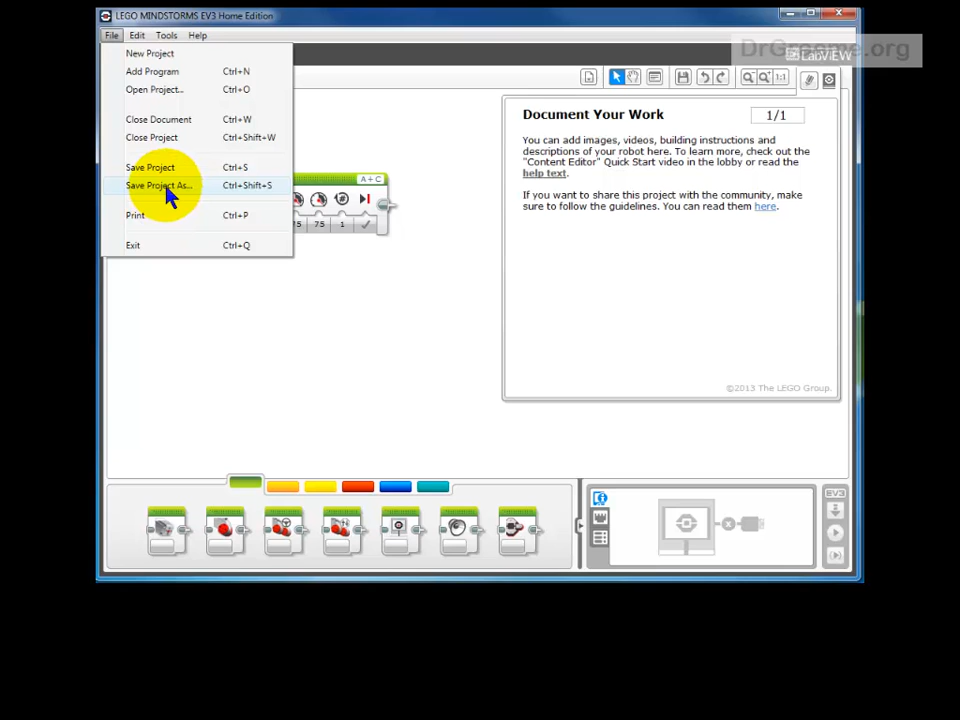 LEGO MINDSTORMS EV3 Home Edition
DrGraeme.org
File Edit Tools Help
LabVIEW
New Project
Add Program Ctrl+N
Open Project... Ctrl+O
Close Document Ctrl+W
Close Project Ctrl+Shift+W
Save Project Ctrl+S
Save Project As... Ctrl+Shift+S
Print Ctrl+P
Exit Ctrl+Q
1:1
A + C
75 75 1
Document Your Work 1/1
You can add images, videos, building instructions and
descriptions of your robot here. To learn more, check out the
"Content Editor" Quick Start video in the lobby or read the
help text.
If you want to share this project with the community, make
sure to follow the guidelines. You can read them here.
©2013 The LEGO Group.
EV3